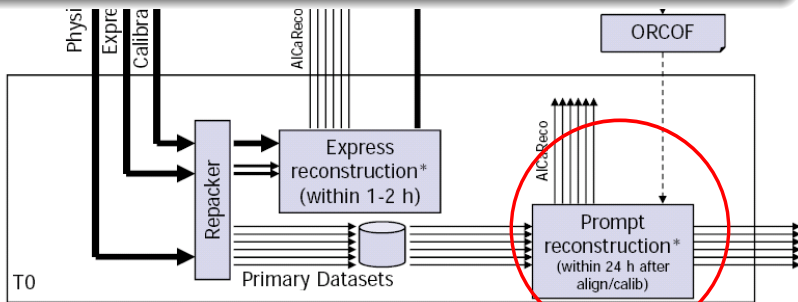 Physi
Expre
Calibra
AlCaReco
ORCOF
AlCaReco
Repacker
Express
reconstruction*
(within 1-2 h)
Prompt
reconstruction*
(within 24 h after
align/calib)
T0
Primary Datasets